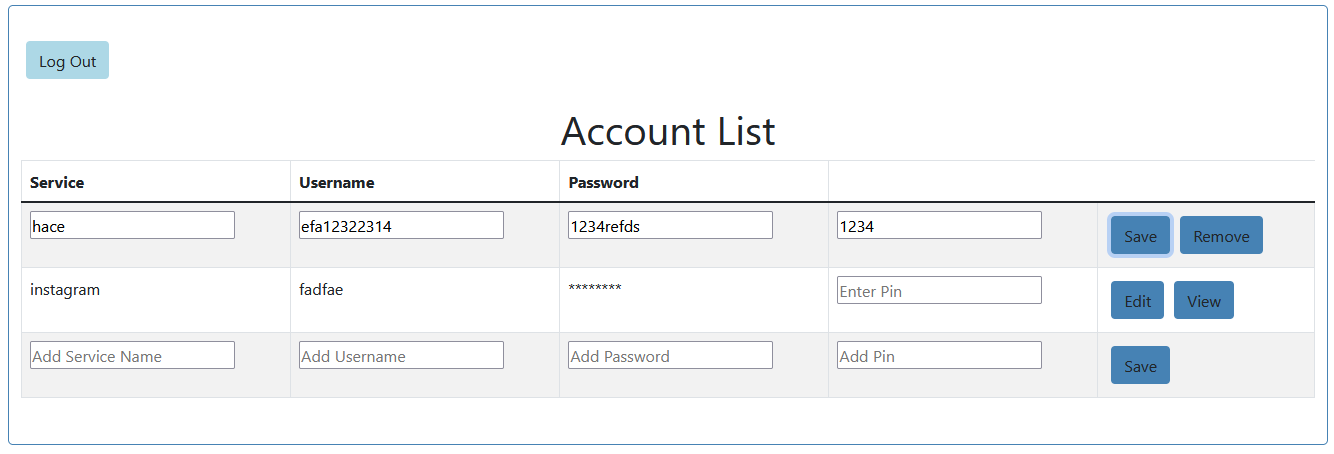 Log Out
Account List
Service Username Password
hace efa12322314 1234refds 1234 Save Remove
instagram fadfae ******** Enter Pin Edit View
Add Service Name Add Username Add Password Add Pin Save